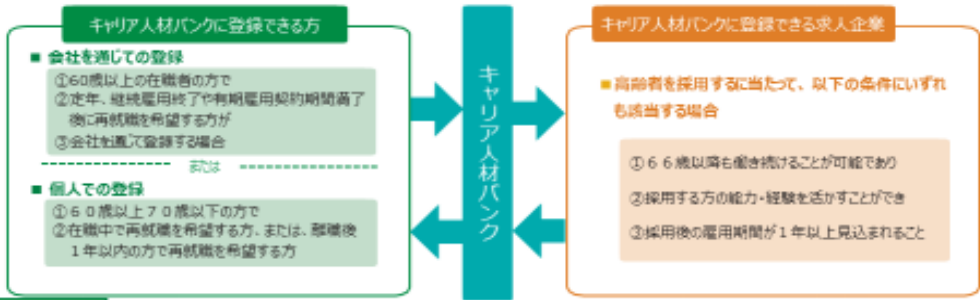 キャリア人材バンクに登録できる方
■ 会社を通じての登録
①60歳以上の在職者の方で
②定年、継続雇用終了や有期雇用契約期間満了
後に再就職を希望する方が
③会社を通じて登録する場合
または
■ 個人での登録
①60歳以上70歳以下の方で
②在職中で再就職を希望する方、または、離職後
1年以内の方で再就職を希望する方
キャリア人材バンク
キャリア人材バンクに登録できる求人企業
■高齢者を採用するに当たって、以下の条件にいずれ
も該当する場合
①66歳以降も働き続けることが可能であり
②採用する方の能力・経験を活かすことができ
③採用後の雇用期間が1年以上見込まれること